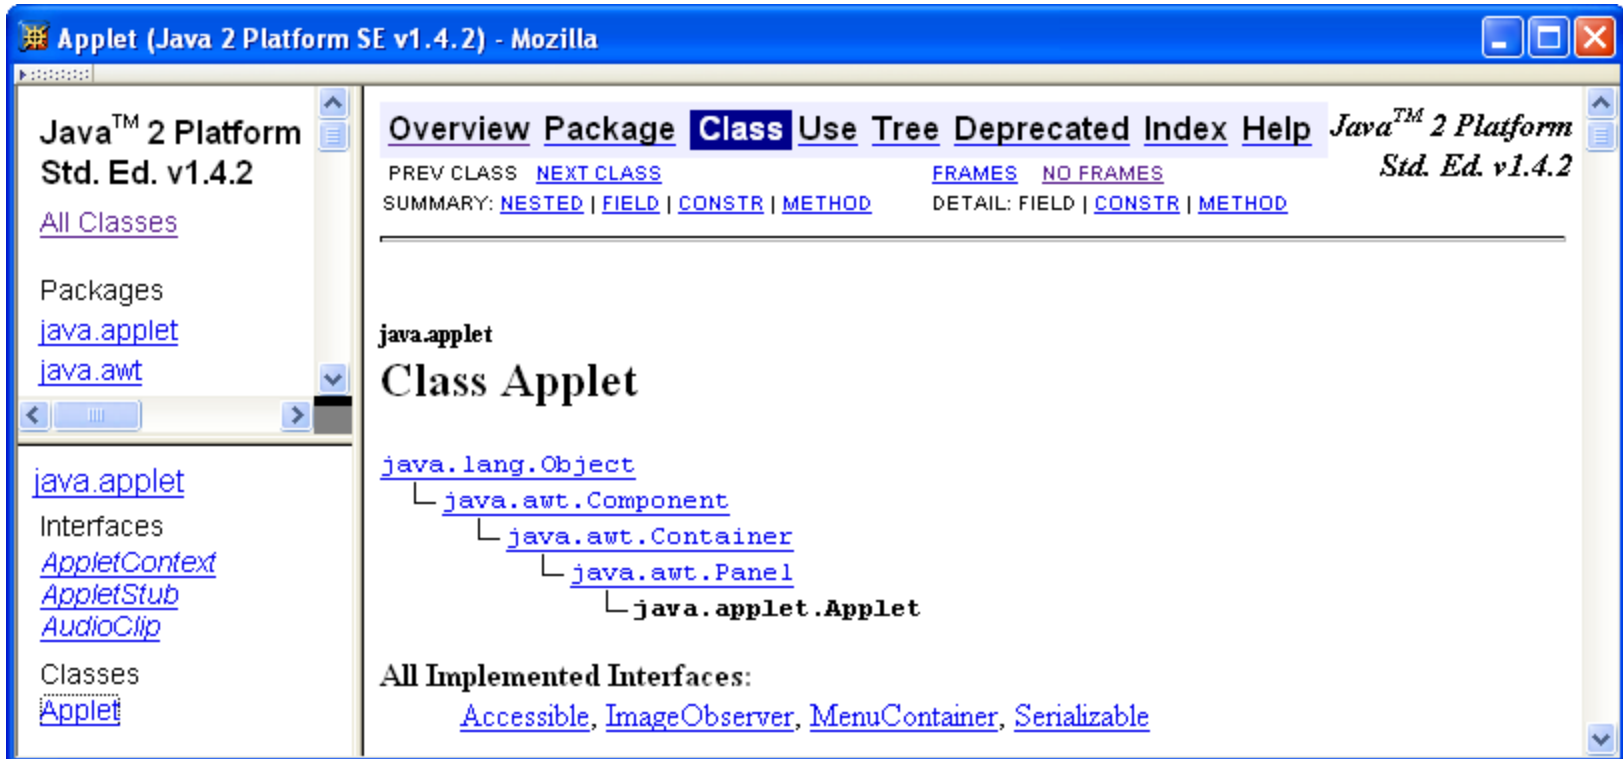 Applet (Java 2 Platform SE v1.4.2) - Mozilla
Java™ 2 Platform
Std. Ed. v1.4.2
All Classes
Packages
java.applet
java.awt
java.applet
Interfaces
AppletContext
AppletStub
AudioClip
Classes
Applet
Overview Package Class Use Tree Deprecated Index Help
Java™ 2 Platform
Std. Ed. v1.4.2
PREV CLASS NEXT CLASS FRAMES NO FRAMES
SUMMARY: NESTED | FIELD | CONSTR | METHOD DETAIL: FIELD | CONSTR | METHOD
java.applet
Class Applet
java.lang.Object
java.awt.Component
java.awt.Container
java.awt.Panel
java.applet.Applet
All Implemented Interfaces:
Accessible, ImageObserver, MenuContainer, Serializable